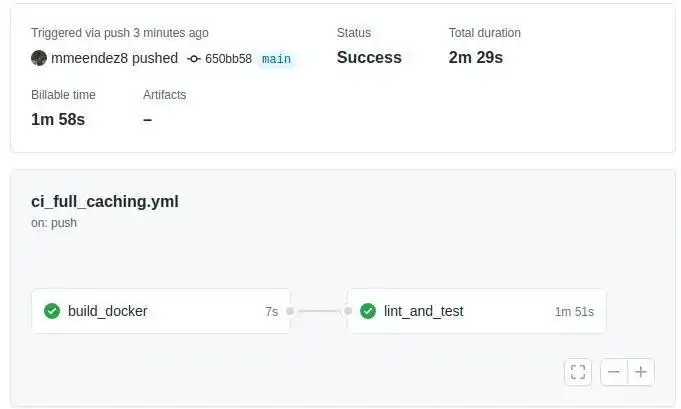 Triggered via push 3 minutes ago
mmeendez8 pushed 650bb58 main
Status
Success
Total duration
2m 29s
Billable time
1m 58s
Artifacts
–
ci_full_caching.yml
on: push
build_docker 7s
lint_and_test 1m 51s